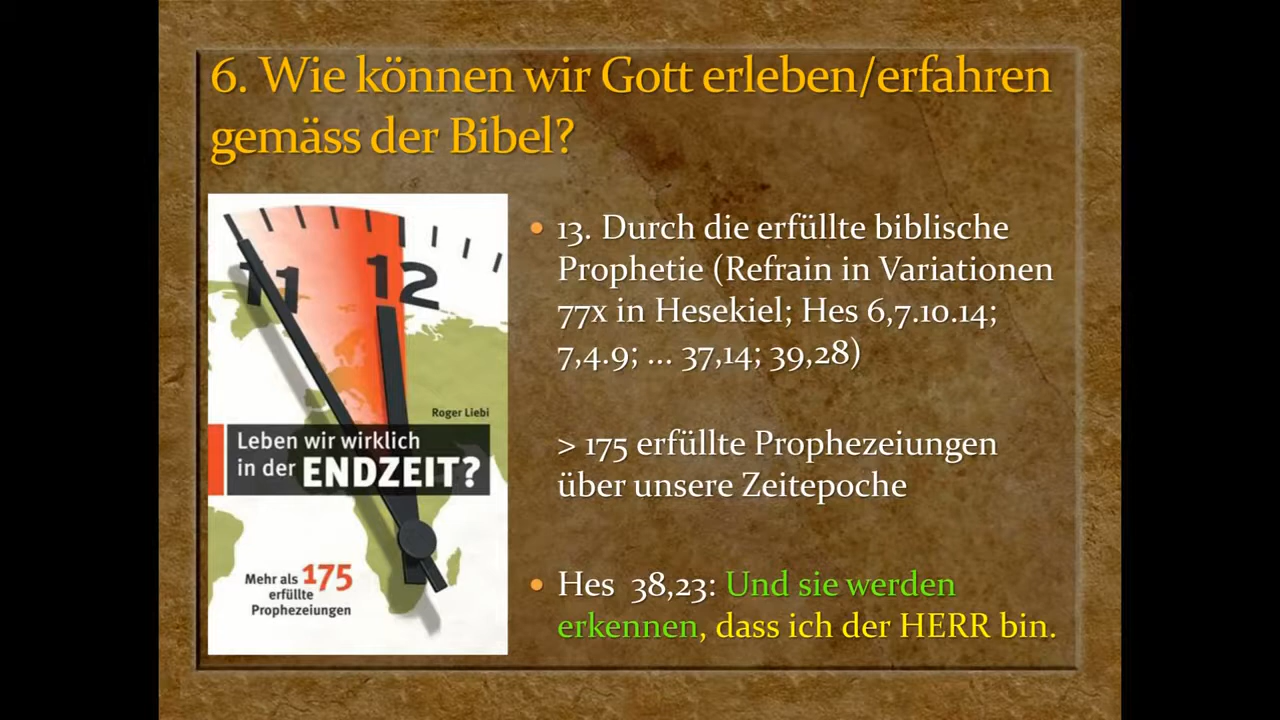 6. Wie können wir Gott erleben/erfahren
gemäss der Bibel?
11 12
Roger Liebi
Leben wir wirklich
in der ENDZEIT?
Mehr als 175
erfüllte
Prophezeiungen
• 13. Durch die erfüllte biblische
Prophetie (Refrain in Variationen
77x in Hesekiel; Hes 6,7.10.14;
7,4.9; ... 37,14; 39,28)
> 175 erfüllte Prophezeiungen
über unsere Zeitepoche
• Hes 38,23: Und sie werden
erkennen, dass ich der HERR bin.